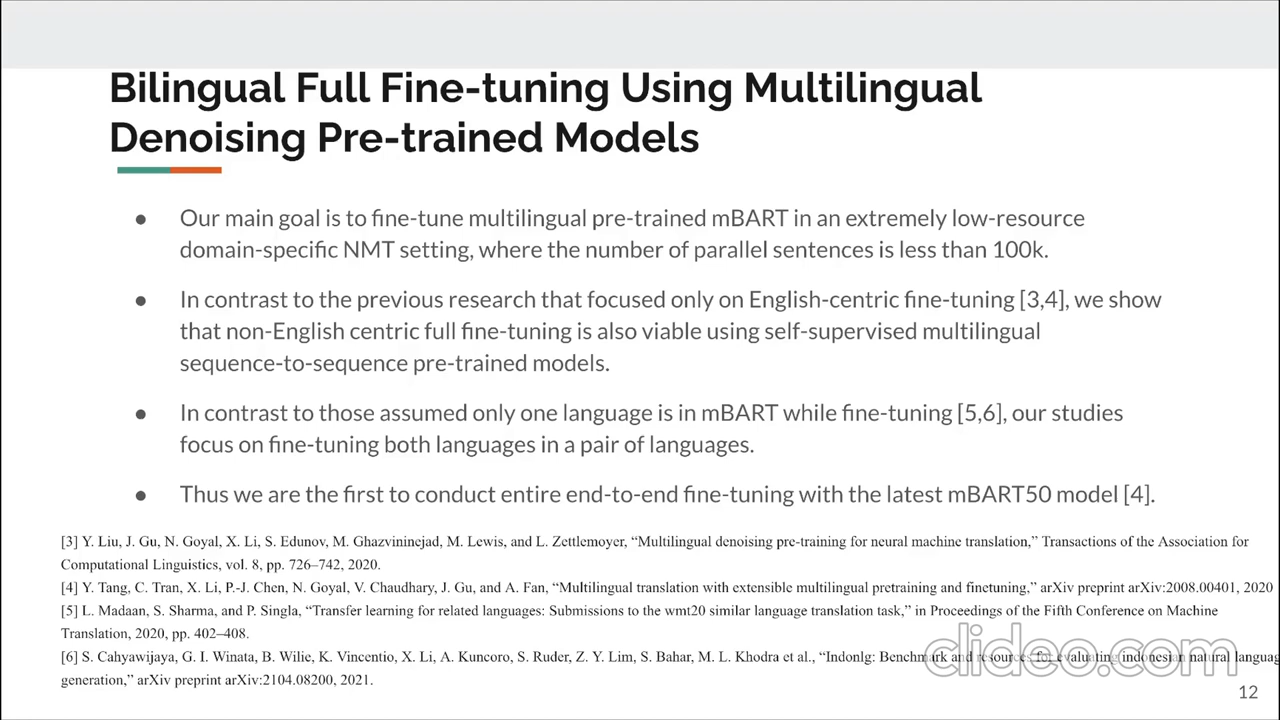 Bilingual Full Fine-tuning Using Multilingual
Denoising Pre-trained Models
● Our main goal is to fine-tune multilingual pre-trained mBART in an extremely low-resource
domain-specific NMT setting, where the number of parallel sentences is less than 100k.
● In contrast to the previous research that focused only on English-centric fine-tuning [3,4], we show
that non-English centric full fine-tuning is also viable using self-supervised multilingual
sequence-to-sequence pre-trained models.
● In contrast to those assumed only one language is in mBART while fine-tuning [5,6], our studies
focus on fine-tuning both languages in a pair of languages.
● Thus we are the first to conduct entire end-to-end fine-tuning with the latest mBART50 model [4].
[3] Y. Liu, J. Gu, N. Goyal, X. Li, S. Edunov, M. Ghazvininejad, M. Lewis, and L. Zettlemoyer, “Multilingual denoising pre-training for neural machine translation,” Transactions of the Association for
Computational Linguistics, vol. 8, pp. 726–742, 2020.
[4] Y. Tang, C. Tran, X. Li, P.-J. Chen, N. Goyal, V. Chaudhary, J. Gu, and A. Fan, “Multilingual translation with extensible multilingual pretraining and finetuning,” arXiv preprint arXiv:2008.00401, 2020
[5] L. Madaan, S. Sharma, and P. Singla, “Transfer learning for related languages: Submissions to the wmt20 similar language translation task,” in Proceedings of the Fifth Conference on Machine
Translation, 2020, pp. 402–408.
[6] S. Cahyawijaya, G. I. Winata, B. Wilie, K. Vincentio, X. Li, A. Kuncoro, S. Ruder, Z. Y. Lim, S. Bahar, M. L. Khodra et al., “Indonlg: Benchmark and resources for evaluating indonesian natural languag
generation,” arXiv preprint arXiv:2104.08200, 2021.
clideo.com
12